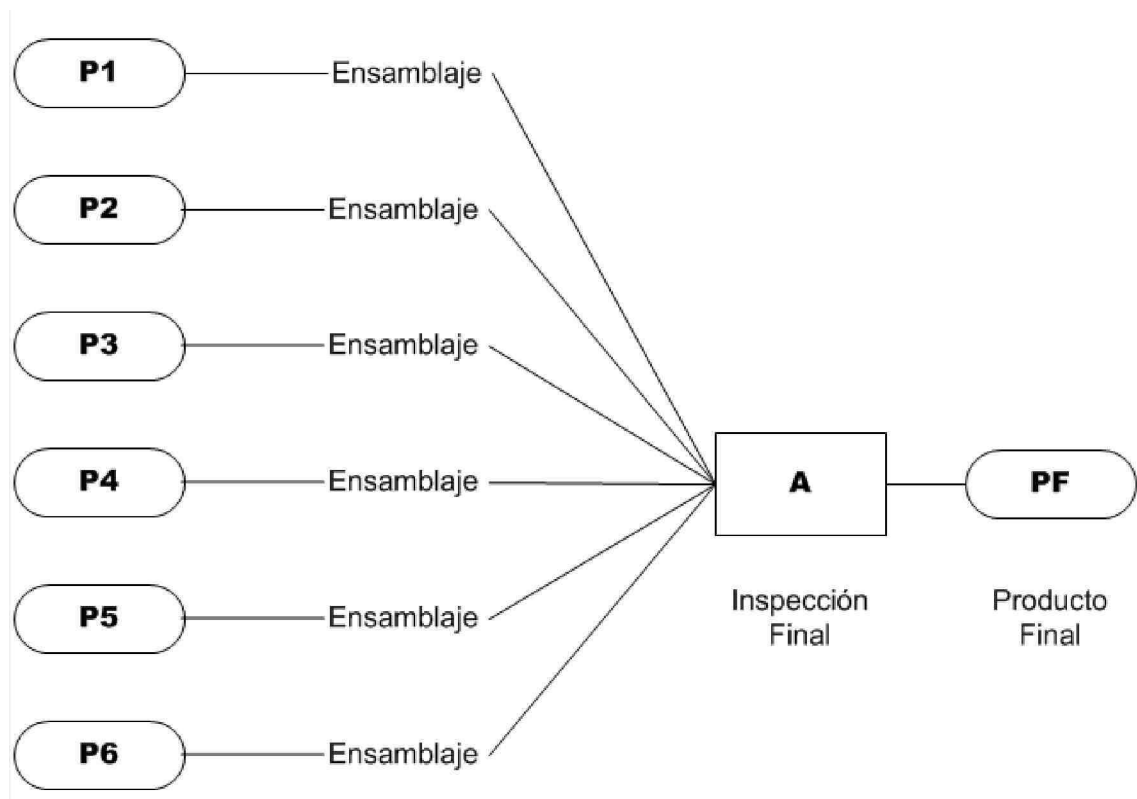 P1
Ensamblaje
P2
Ensamblaje
P3
Ensamblaje
P4
Ensamblaje
A
PF
P5
Ensamblaje
Inspección
Final
Producto
Final
P6
Ensamblaje